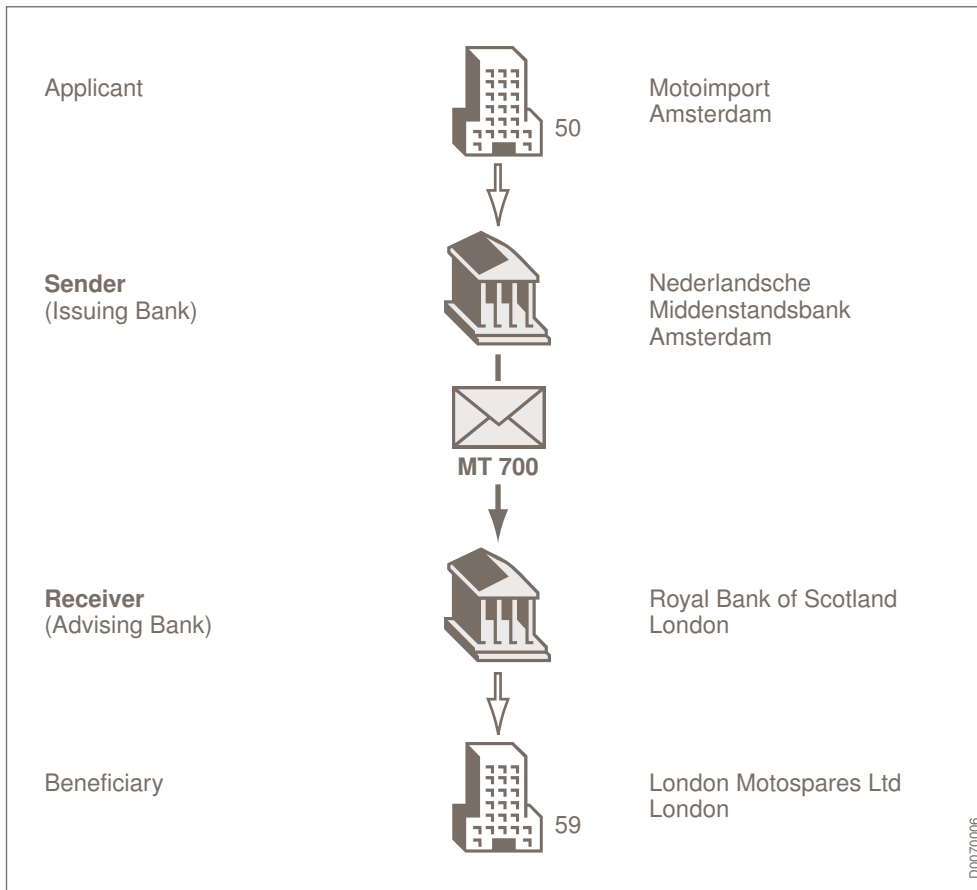 Applicant
50
Motoimport
Amsterdam
Sender
(Issuing Bank)
Nederlandsche
Middenstandsbank
Amsterdam
MT 700
Receiver
(Advising Bank)
Royal Bank of Scotland
London
Beneficiary
59
London Motospares Ltd
London
D0070006